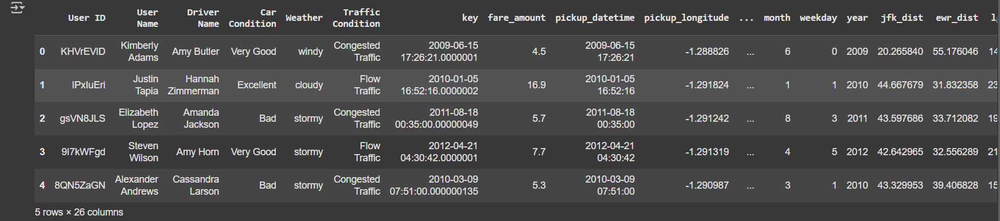 User ID User Name Driver Name Car Condition Weather Traffic Condition key fare_amount pickup_datetime pickup_longitude ... month weekday year jfk_dist ewr_dist
0 KHVrEVlD Kimberly Adams Amy Butler Very Good windy Congested Traffic 2009-06-15 17:26:21.0000001 4.5 2009-06-15 17:26:21 -1.288826 ... 6 0 2009 20.265840 55.176046 14
1 lPxIuEri Justin Tapia Hannah Zimmerman Excellent cloudy Flow Traffic 2010-01-05 16:52:16.0000002 16.9 2010-01-05 16:52:16 -1.291824 ... 1 1 2010 44.667679 31.832358 23
2 gsVN8JLS Elizabeth Lopez Amanda Jackson Bad stormy Congested Traffic 2011-08-18 00:35:00.00000049 5.7 2011-08-18 00:35:00 -1.291242 ... 8 3 2011 43.597686 33.712082 19
3 9I7kWFgd Steven Wilson Amy Horn Very Good stormy Flow Traffic 2012-04-21 04:30:42.0000001 7.7 2012-04-21 04:30:42 -1.291319 ... 4 5 2012 42.642965 32.556289 21
4 8QN5ZaGN Alexander Andrews Cassandra Larson Bad stormy Congested Traffic 2010-03-09 07:51:00.000000135 5.3 2010-03-09 07:51:00 -1.290987 ... 3 1 2010 43.329953 39.406828 15
5 rows × 26 columns